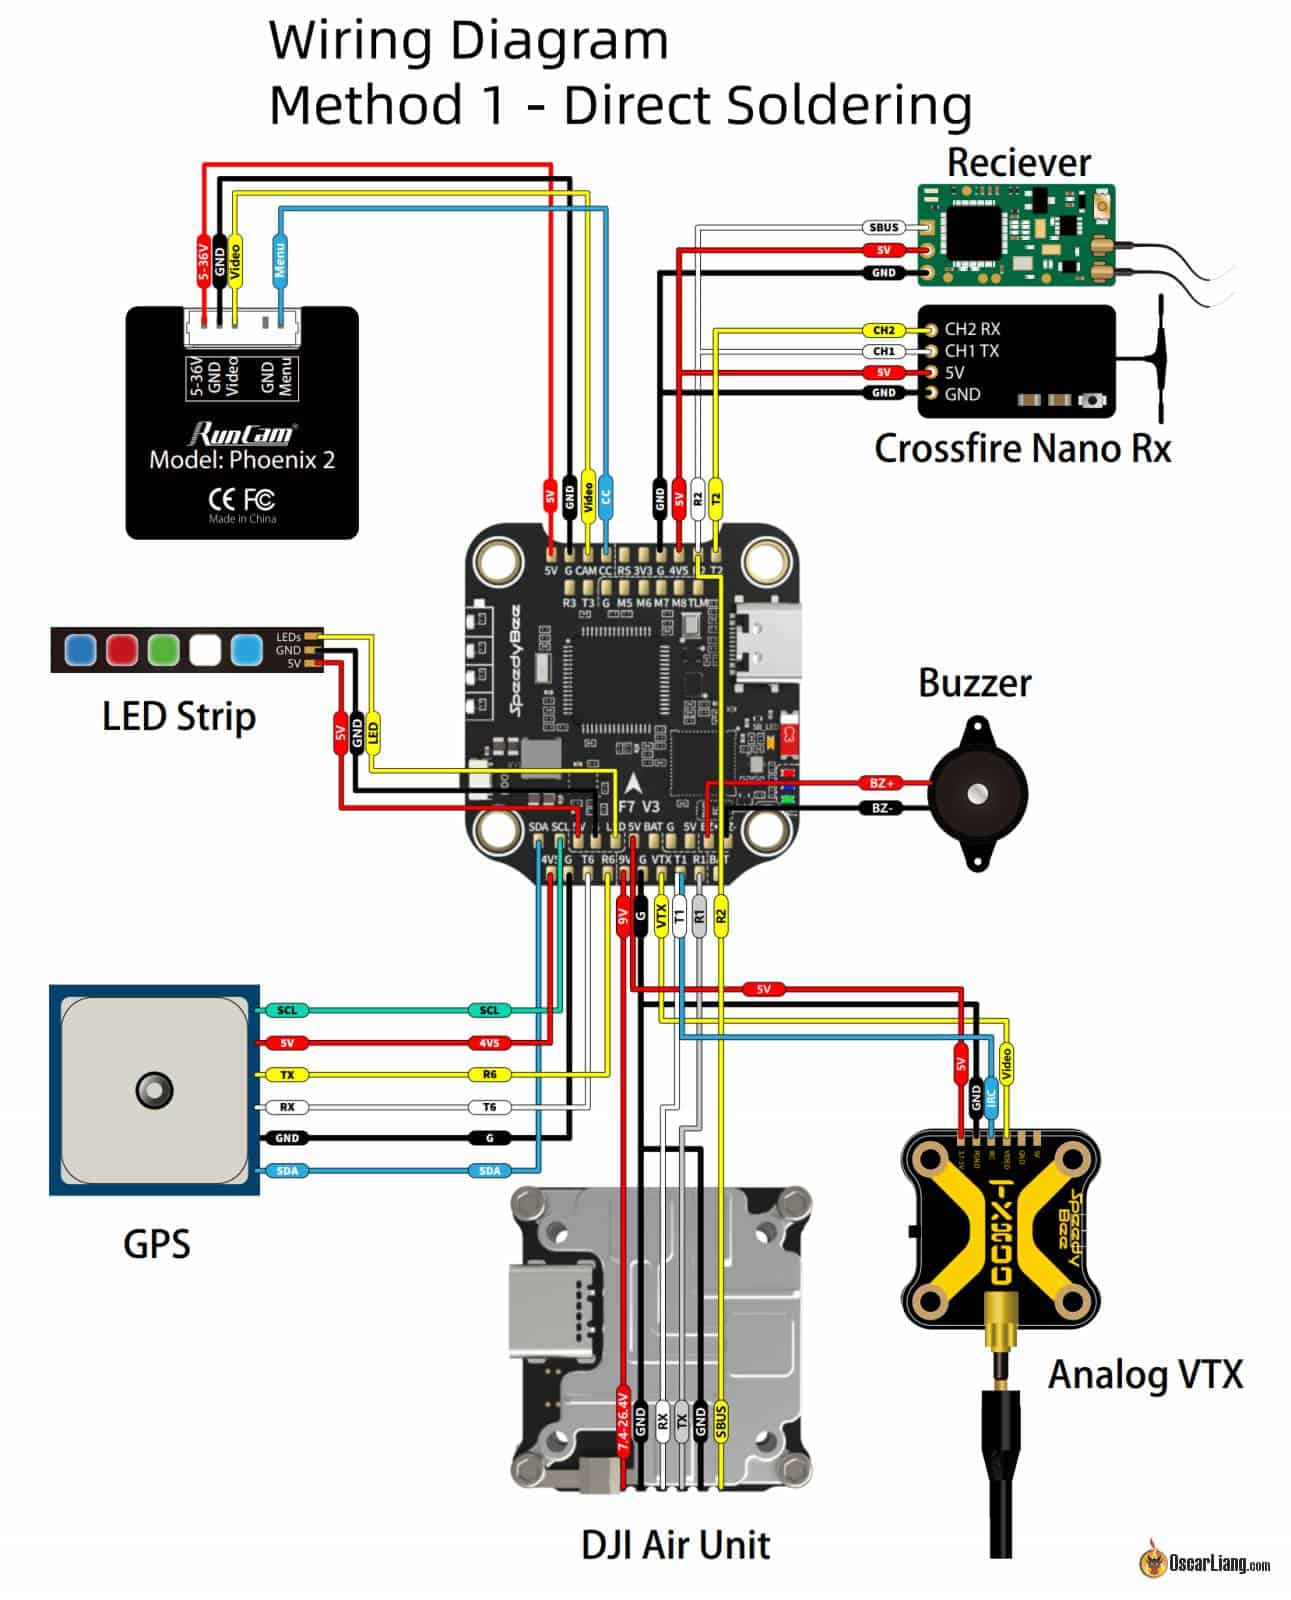 Wiring Diagram
Method 1 - Direct Soldering
Reciever
SBUS
5V
GND
CH2
CH1
5V
GND
CH2 RX
CH1 TX
5V
GND
Crossfire Nano Rx
5-36V
GND
Video
Menu
5-36V
GND
Video
GND
Menu
RunCam®
Model: Phoenix 2
CE FC
Made in China
5V
GND
Video
CC
GND
5V
R2
T2
5V G CAM CC R5 3V3 G 4V5 T2
R3 T3 G M5 M6 M7 M8 TLM
SpeedyBee
F7 V3
C3
LEDs
GND
5V
LED Strip
5V
GND
LED
Buzzer
BZ+
BZ-
SDA SCL LED 5V BAT G 5V
4V5 G T6 R6 9V G VTX T1 R1 BAT
9V
G
VTX
T1
R1
R2
SCL
SCL
5V
4V5
TX
R6
RX
T6
GND
G
SDA
SDA
GPS
5V
5V
GND
IRC
Video
VIDEO
GND
5V
SpeedyBee
Analog VTX
7.4-26.4V
GND
RX
TX
GND
SBUS
DJI Air Unit
OscarLiang.com